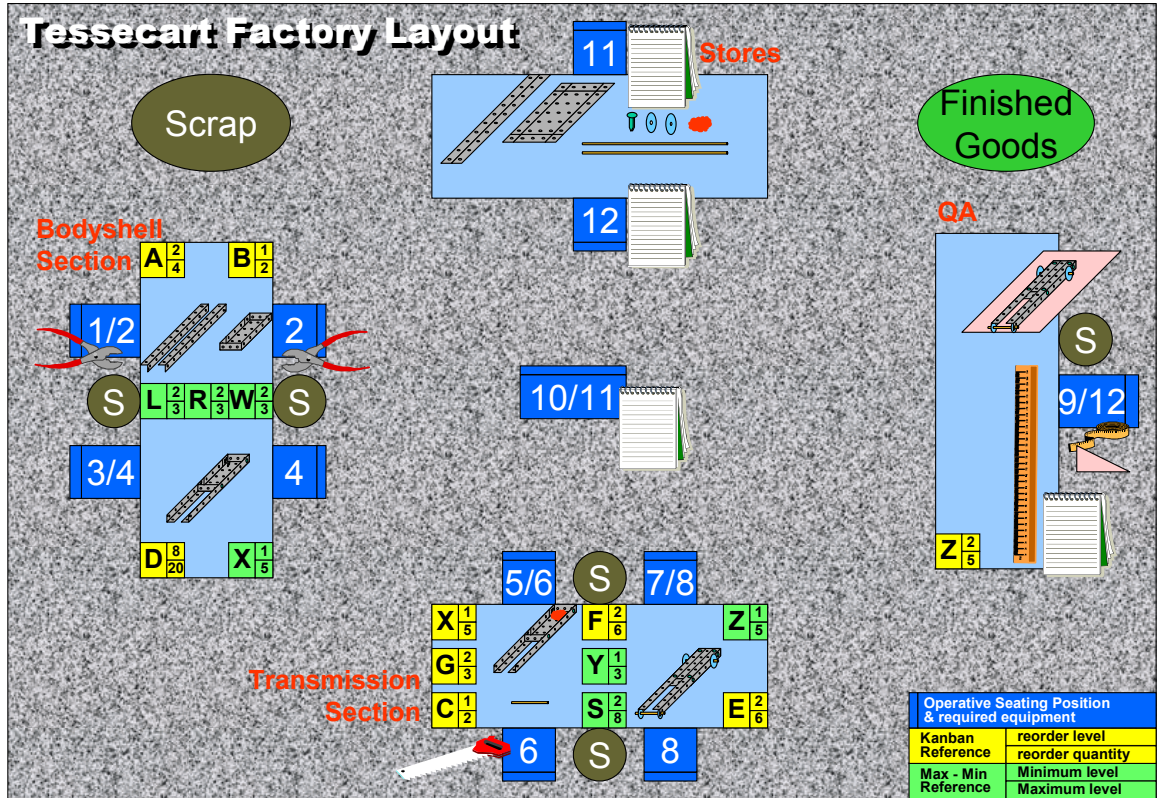 Tessecart Factory Layout
11
Stores
Scrap
Finished
Goods
12
QA
Bodyshell
Section
A 2 4
B 1 2
1/2
2
S
S
L 2 3
R 2 3
W 2 3
S
10/11
9/12
3/4
4
D 8 20
X 1 5
Z 2 5
5/6
S
7/8
X 1 5
F 2 6
Z 1 5
G 2 3
Y 1 3
Transmission
Section
C 1 2
S 2 8
E 2 6
6
S
8
Operative Seating Position
& required equipment
Kanban
Reference
reorder level
reorder quantity
Max - Min
Reference
Minimum level
Maximum level